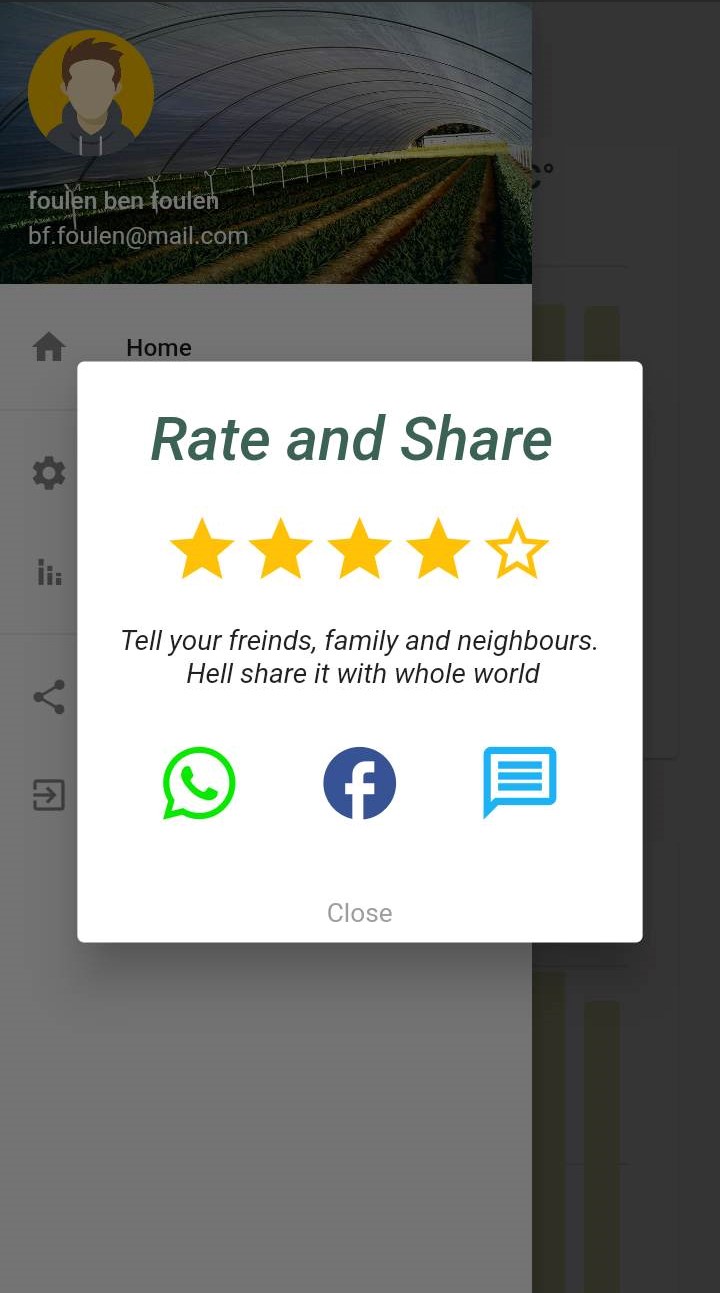 foulen ben foulen
bf.foulen@mail.com
Home
Rate and Share
Tell your freinds, family and neighbours.
Hell share it with whole world
Close